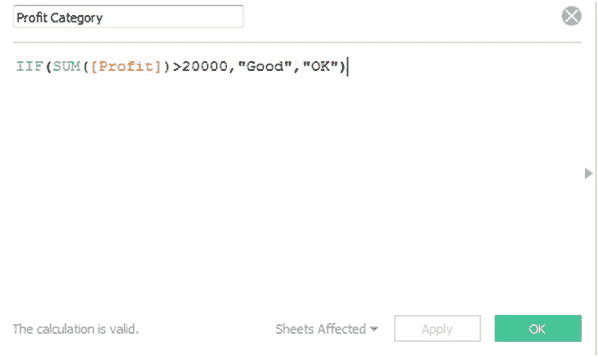 Profit Category
IIF(SUM([Profit])>20000,"Good","OK")
The calculation is valid. Sheets Affected Apply OK